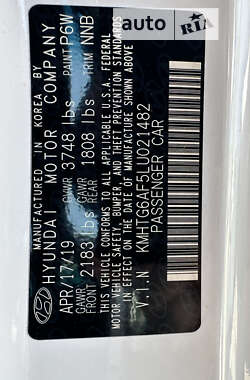 auto RIA
MANUFACTURED IN KOREA BY
HYUNDAI MOTOR COMPANY
APR/17/19 GVWR 3748 lbs PAINT P6W
GAWR FRONT 2183 lbs GAWR REAR 1808 lbs TRIM NNB
THIS VEHICLE CONFORMS TO ALL APPLICABLE U.S.A. FEDERAL
MOTOR VEHICLE SAFETY, BUMPER, AND THEFT PREVENTION STANDARDS
IN EFFECT ON THE DATE OF MANUFACTURE SHOWN ABOVE.
V.I.N KMHTG6AF5LU021482
PASSENGER CAR